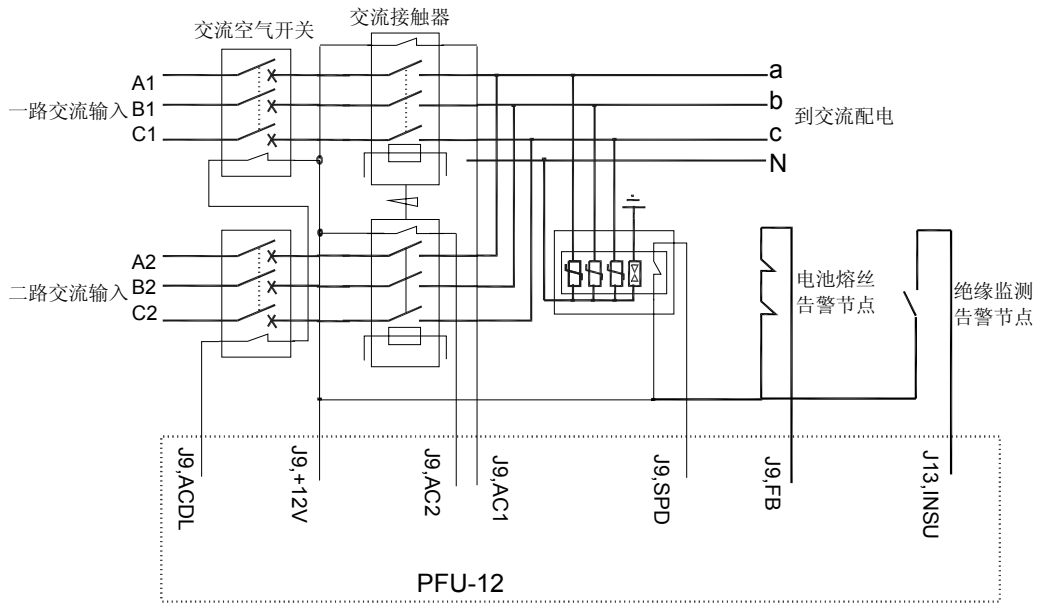 交流空气开关
交流接触器
A1
一路交流输入
B1
C1
a
b
c
N
到交流配电
A2
二路交流输入
B2
C2
电池熔丝
告警节点
绝缘监测
告警节点
J9,ACDL
J9,+12V
J9,AC2
J9,AC1
J9,SPD
J9,FB
J13,INSU
PFU-12